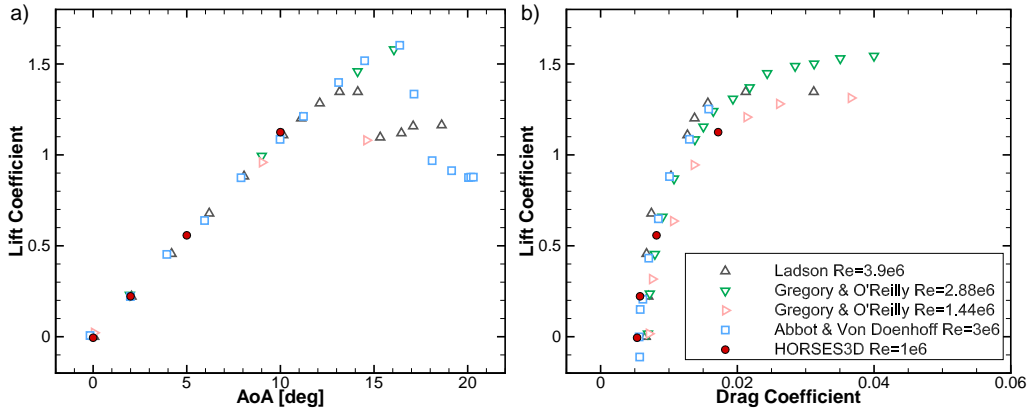 a)
Lift Coefficient
1.5
1
0.5
0
0
5
10
15
20
AoA [deg]
b)
Lift Coefficient
1.5
1
0.5
0
0
0.02
0.04
0.06
Drag Coefficient
Ladson Re=3.9e6
Gregory & O'Reilly Re=2.88e6
Gregory & O'Reilly Re=1.44e6
Abbot & Von Doenhoff Re=3e6
HORSES3D Re=1e6